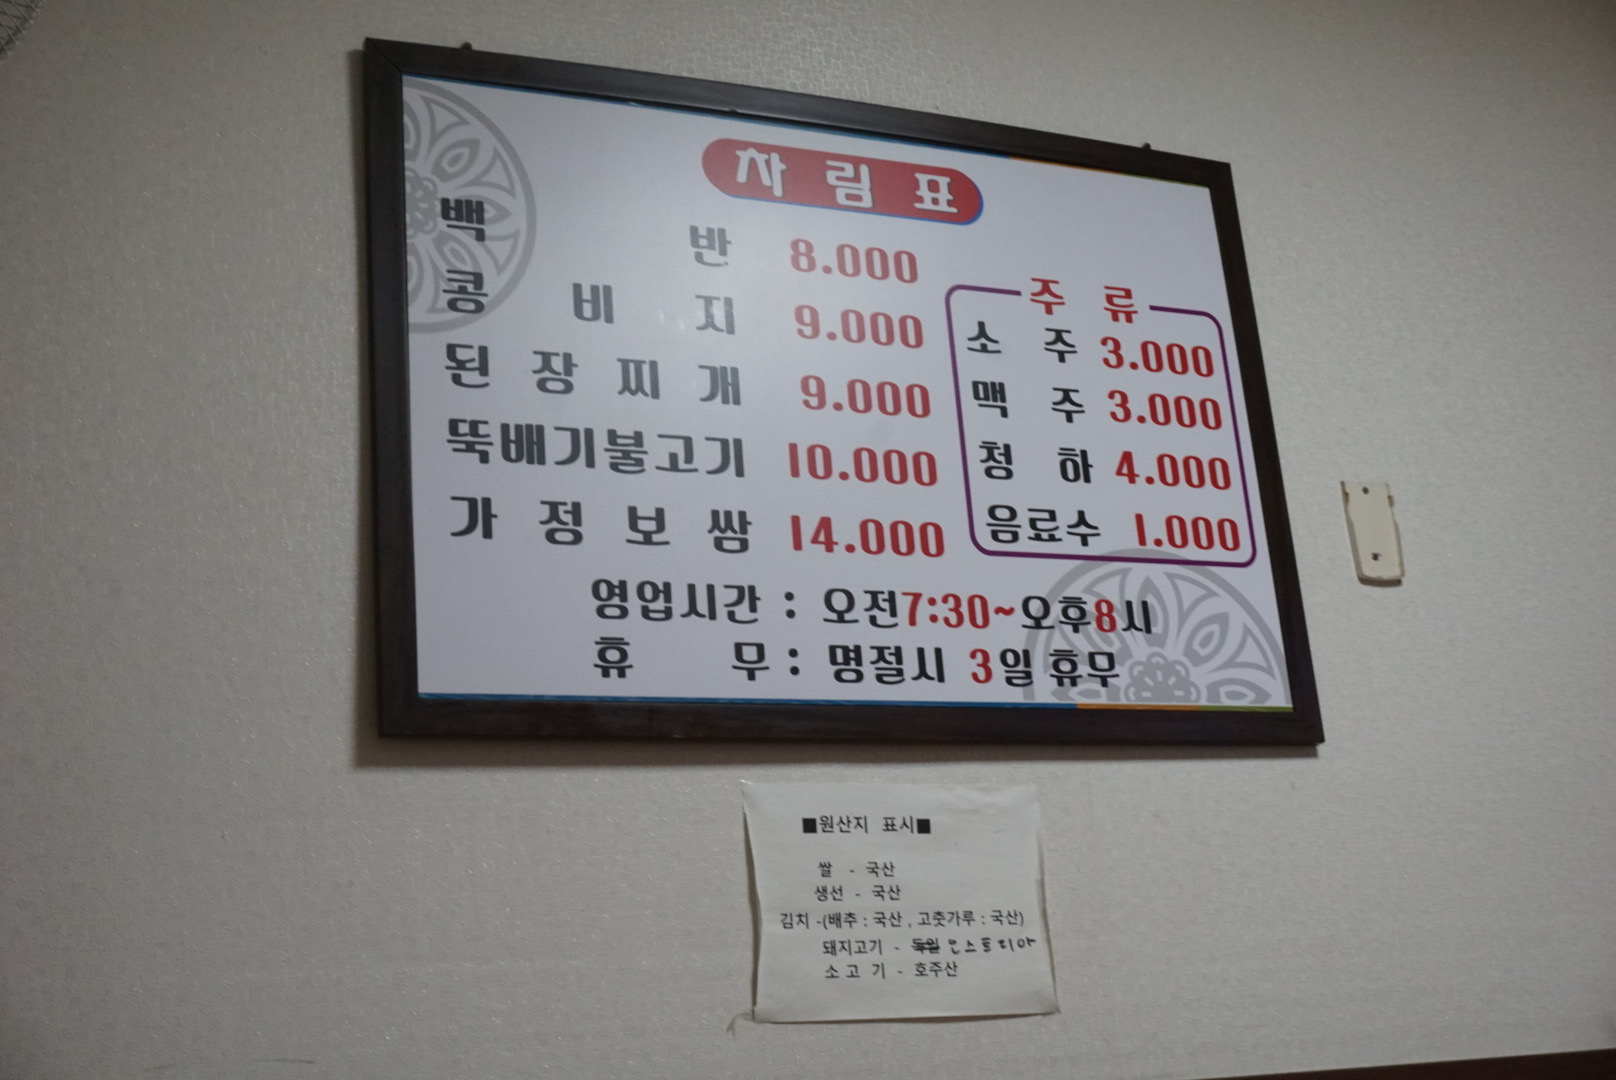 차림표
백반 8.000
콩비지 9.000
된장찌개 9.000
뚝배기불고기 10.000
가정보쌈 14.000
주류
소주 3.000
맥주 3.000
청하 4.000
음료수 1.000
영업시간 : 오전7:30~오후8시
휴무 : 명절시 3일 휴무
■원산지 표시■
쌀 - 국산
생선 - 국산
김치 -(배추 : 국산 , 고춧가루 : 국산)
돼지고기 - 독일 오스트리아
소고기 - 호주산